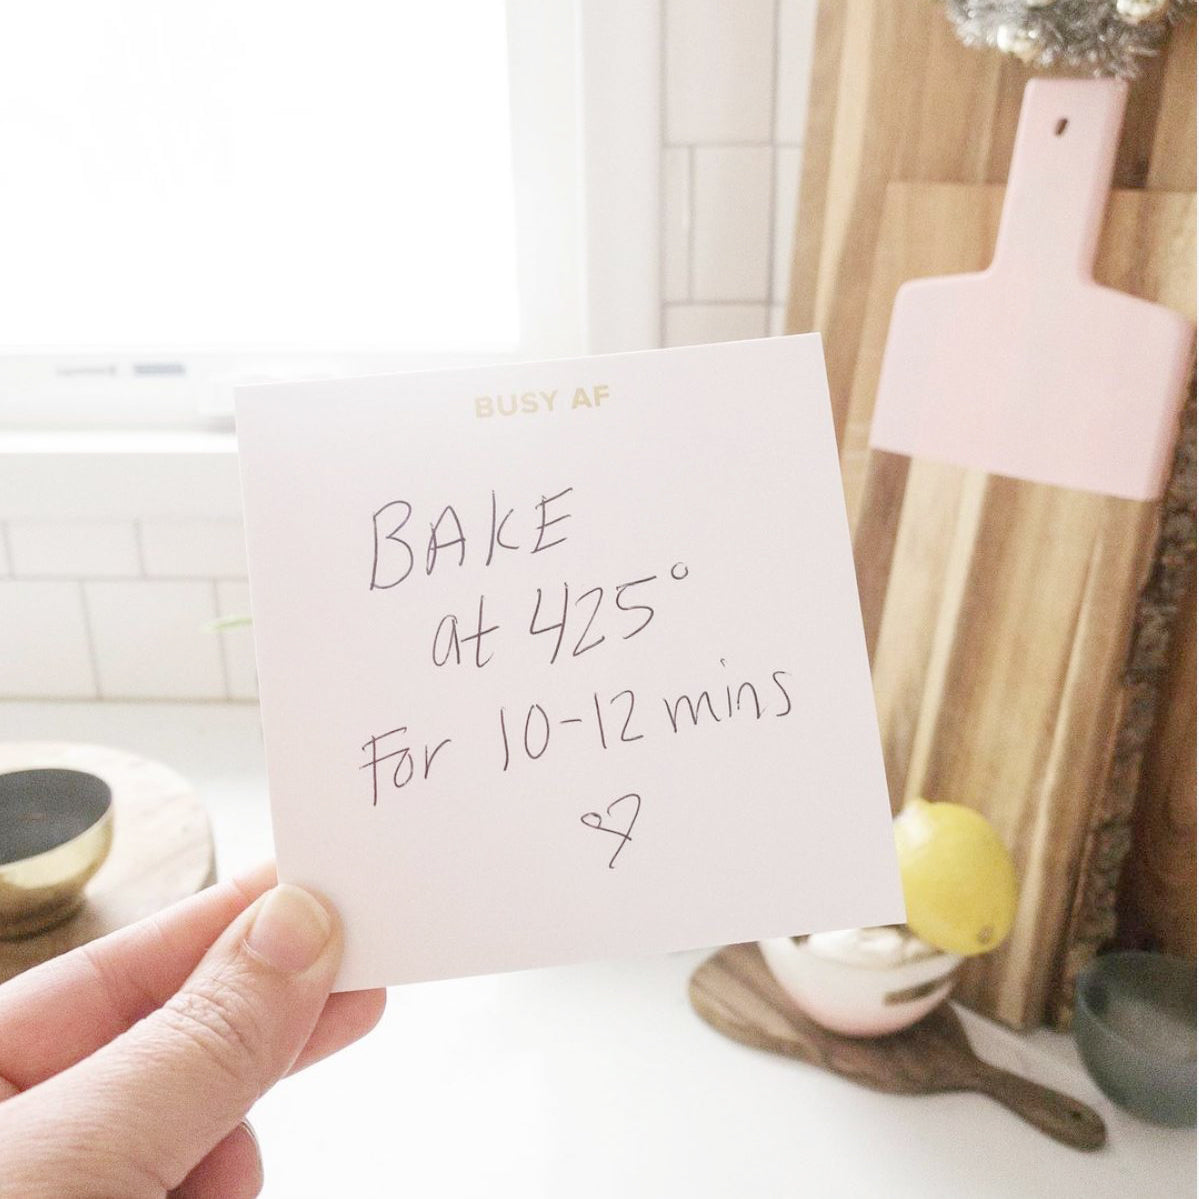 BUSY AF
BAKE
at 425°
For 10-12 mins